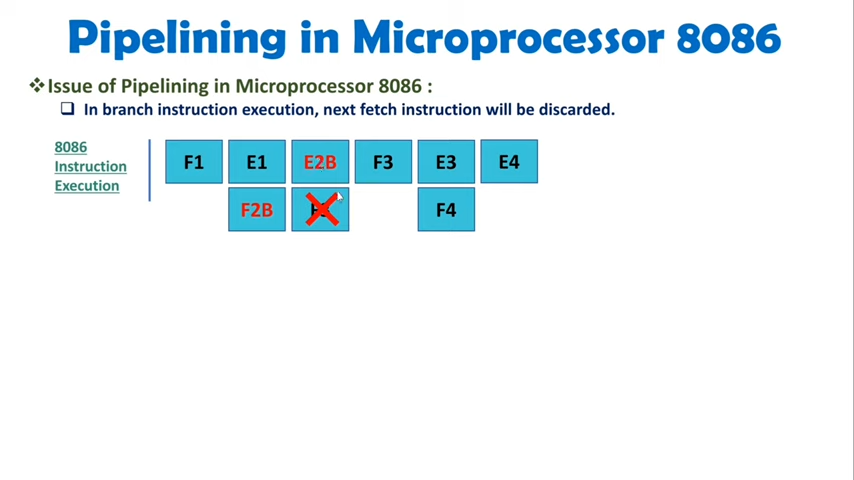 Pipelining in Microprocessor 8086
❖Issue of Pipelining in Microprocessor 8086 :
❑ In branch instruction execution, next fetch instruction will be discarded.
8086
Instruction
Execution
F1 E1 E2B F3 E3 E4
F2B F4